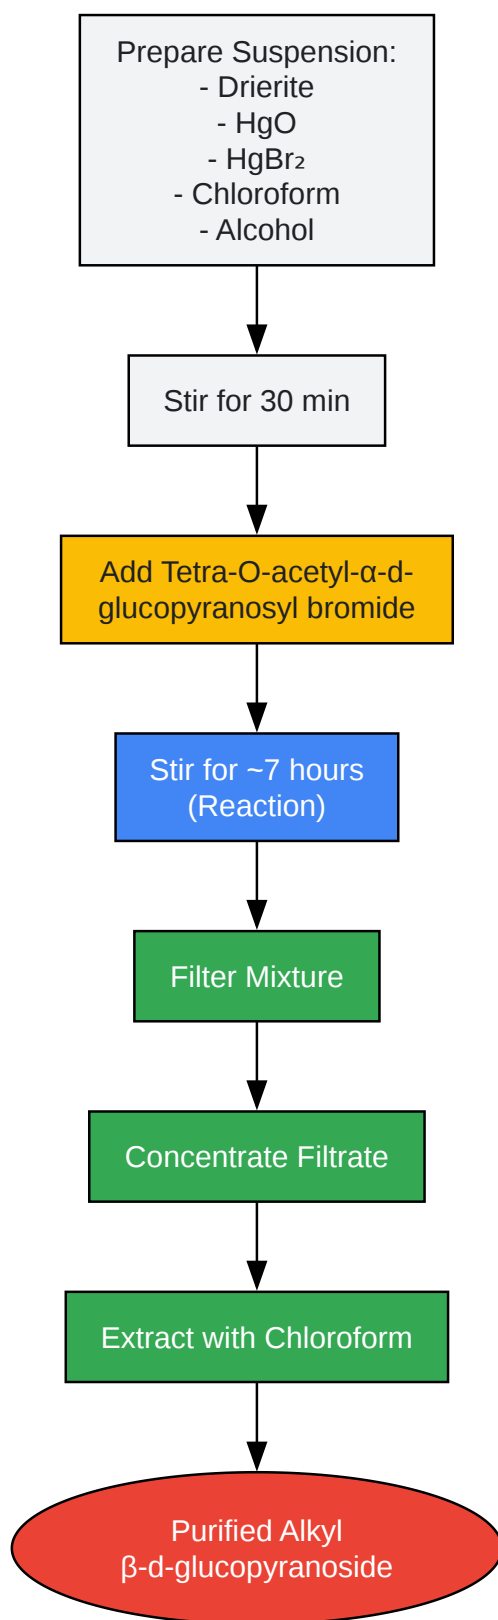 Prepare Suspension:
- Drierite
- HgO
- HgBr₂
- Chloroform
- Alcohol
Stir for 30 min
Add Tetra-O-acetyl-α-d-
glucopyranosyl bromide
Stir for ~7 hours
(Reaction)
Filter Mixture
Concentrate Filtrate
Extract with Chloroform
Purified Alkyl
β-d-glucopyranoside